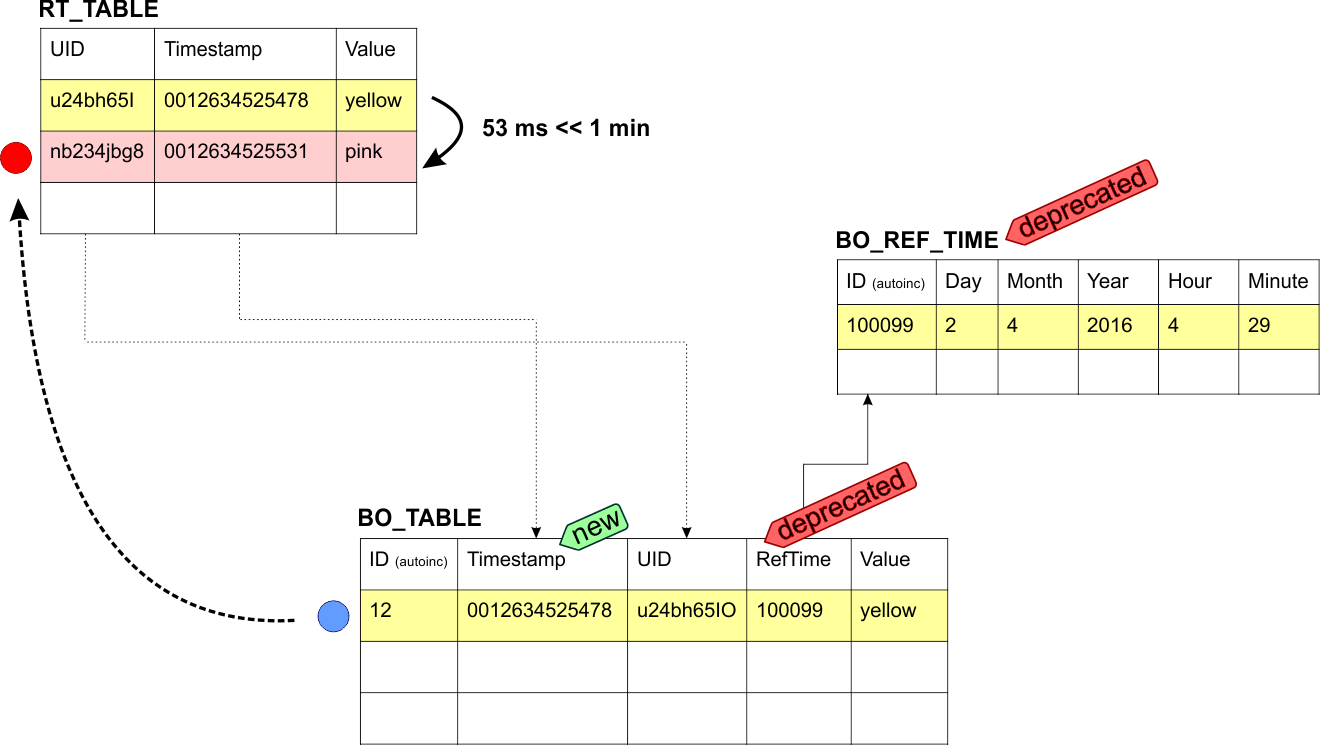 RT_TABLE
UID Timestamp Value
u24bh65I 0012634525478 yellow
nb234jbg8 0012634525531 pink
53 ms << 1 min
deprecated
BO_REF_TIME
ID (autoinc) Day Month Year Hour Minute
100099 2 4 2016 4 29
deprecated
new
BO_TABLE
ID (autoinc) Timestamp UID RefTime Value
12 0012634525478 u24bh65IO 100099 yellow